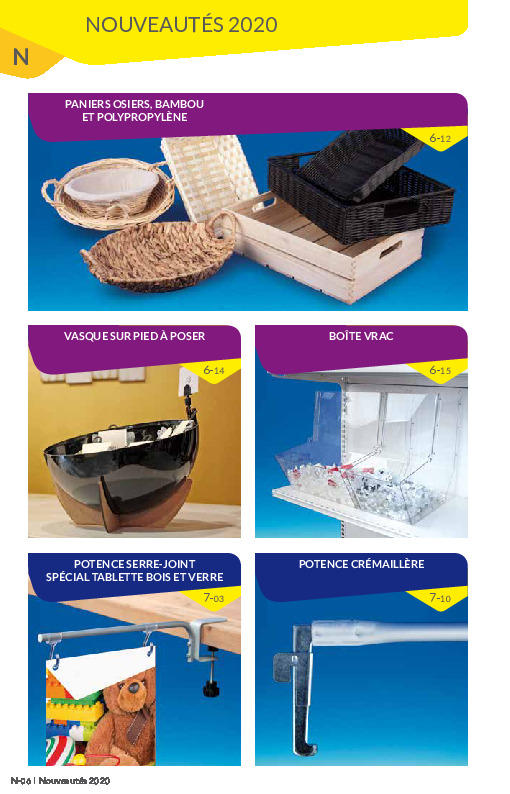 NOUVEAUTÉS 2020
N
PANIERS OSIERS, BAMBOU
ET POLYPROPYLÈNE
6-12
VASQUE SUR PIED À POSER
6-14
BOÎTE VRAC
6-15
POTENCE SERRE-JOINT
SPÉCIAL TABLETTE BOIS ET VERRE
7-03
POTENCE CRÉMAILLÈRE
7-10
N-06 | Nouveautés 2020